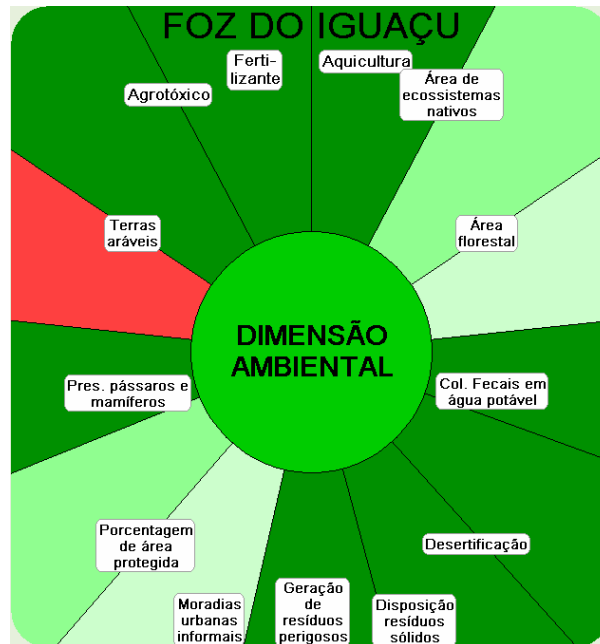 FOZ DO IGUAÇU
Ferti-
lizante
Aquicultura
Agrotóxico
Área de
ecossistemas
nativos
Terras
aráveis
Área
florestal
DIMENSÃO
AMBIENTAL
Pres. pássaros e
mamíferos
Col. Fecais em
água potável
Porcentagem
de área
protegida
Desertificação
Moradias
urbanas
informais
Geração
de
resíduos
perigosos
Disposição
resíduos
sólidos